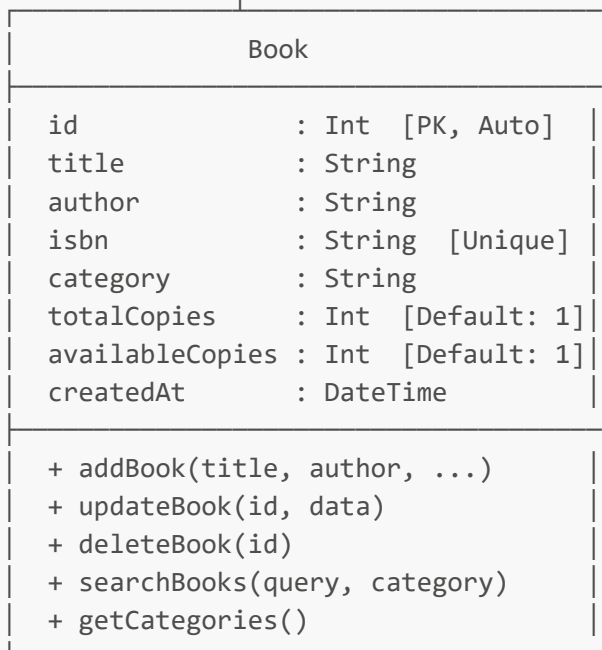 Book
id : Int [PK, Auto]
title : String
author : String
isbn : String [Unique]
category : String
totalCopies : Int [Default: 1]
availableCopies : Int [Default: 1]
createdAt : DateTime
+ addBook(title, author, ...)
+ updateBook(id, data)
+ deleteBook(id)
+ searchBooks(query, category)
+ getCategories()